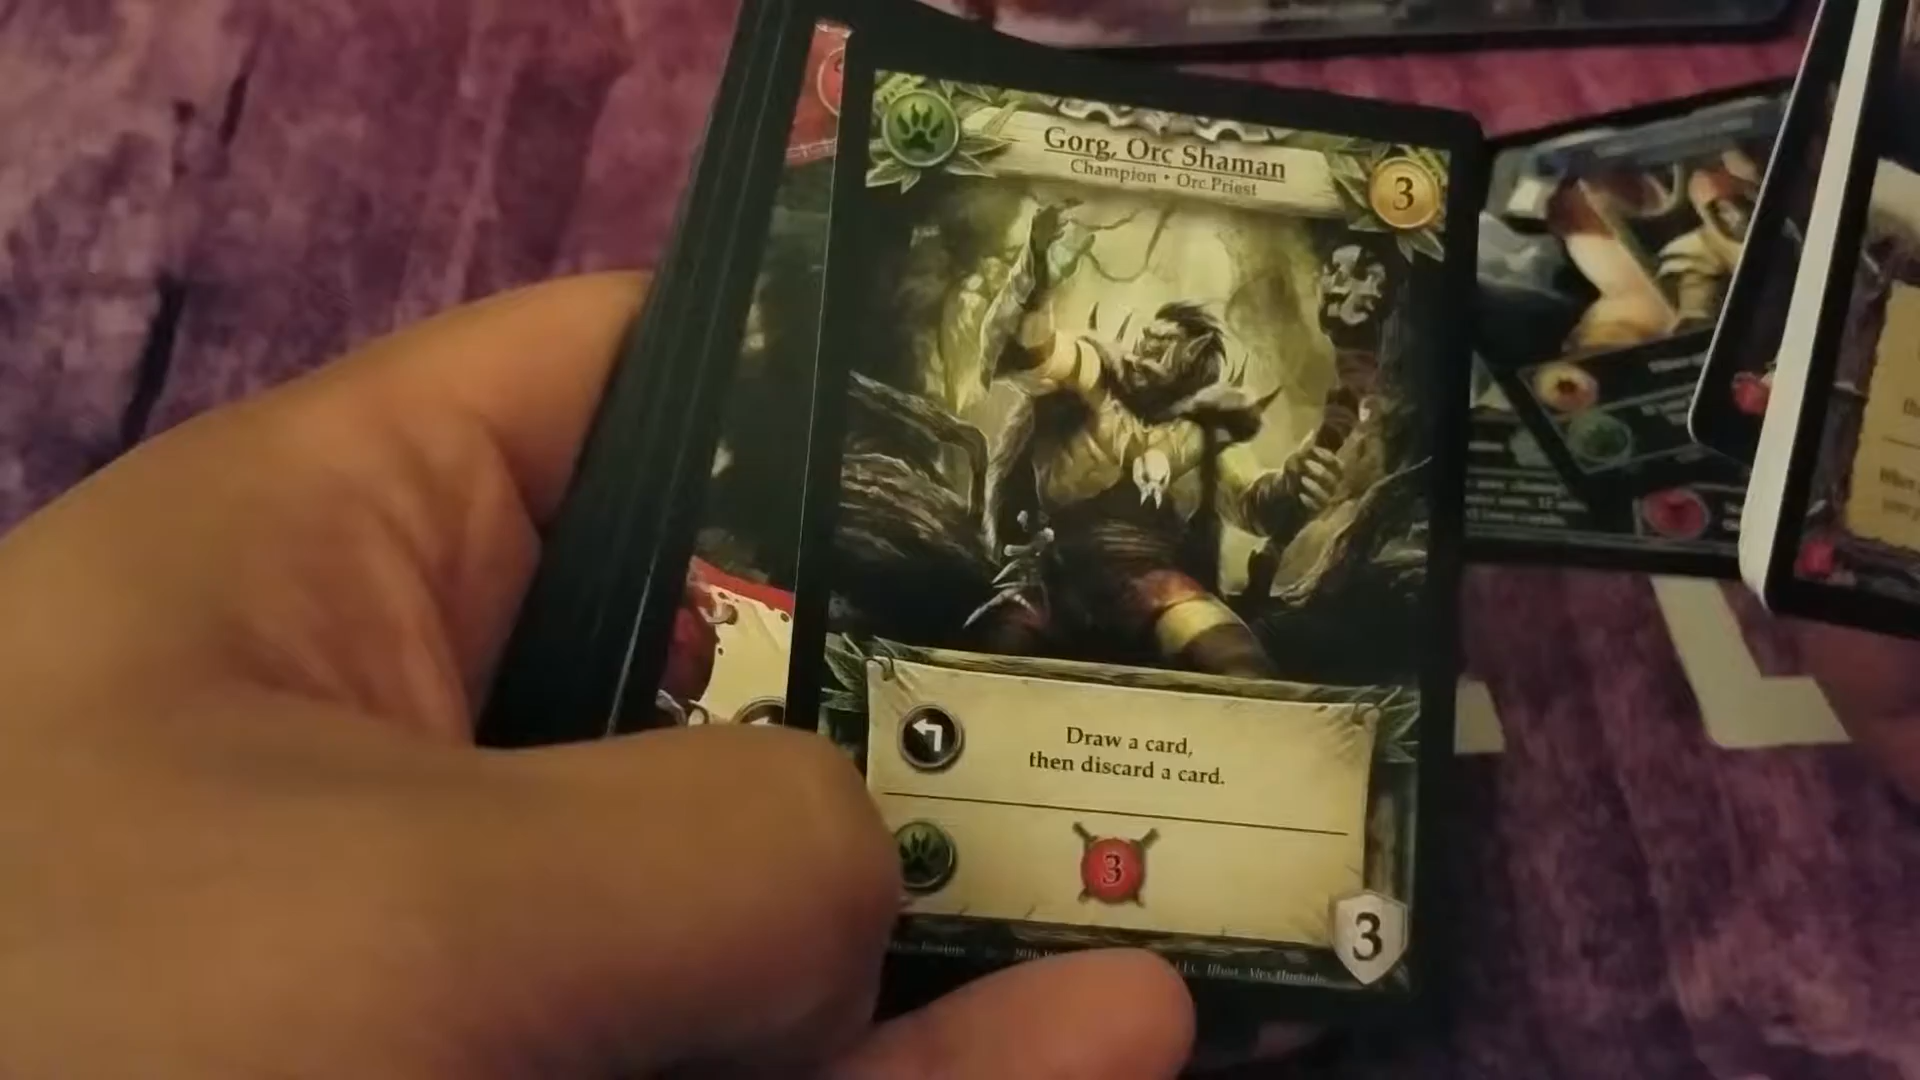 Gorg, Orc Shaman
Champion • Orc Priest
3
Draw a card,
then discard a card.
3
3